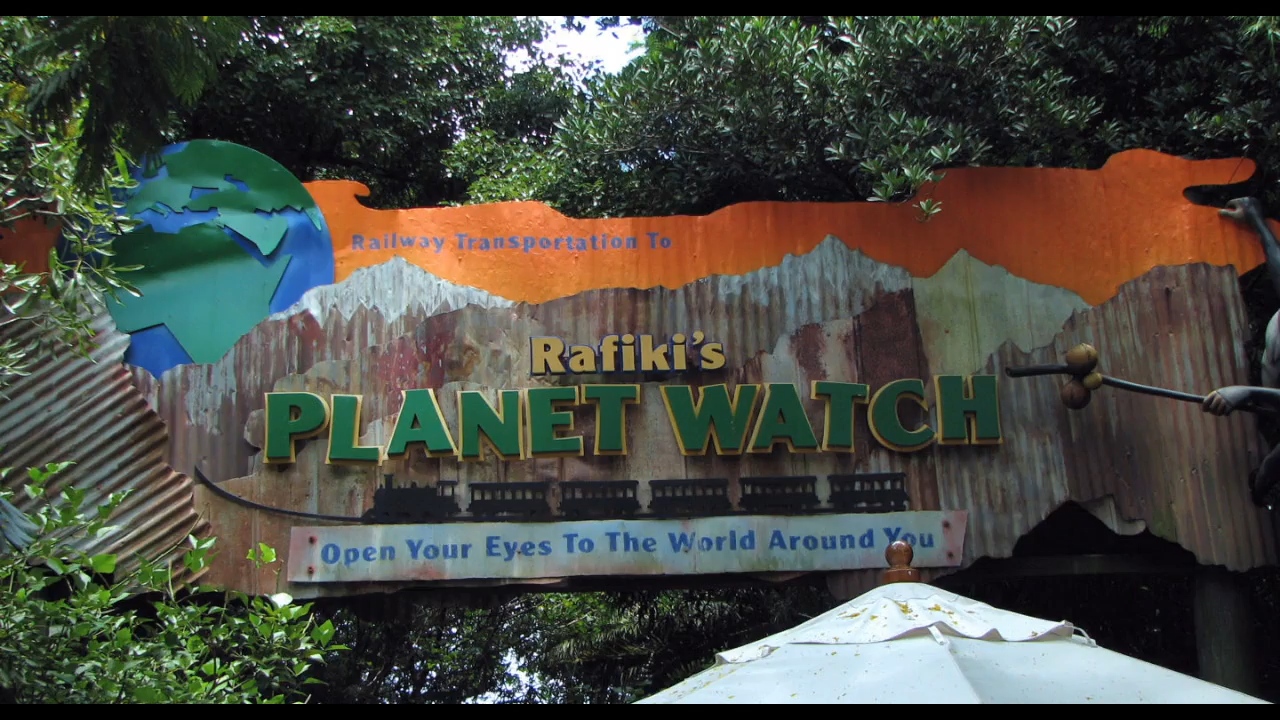 Railway Transportation To
Rafiki's
PLANET WATCH
Open Your Eyes To The World Around You